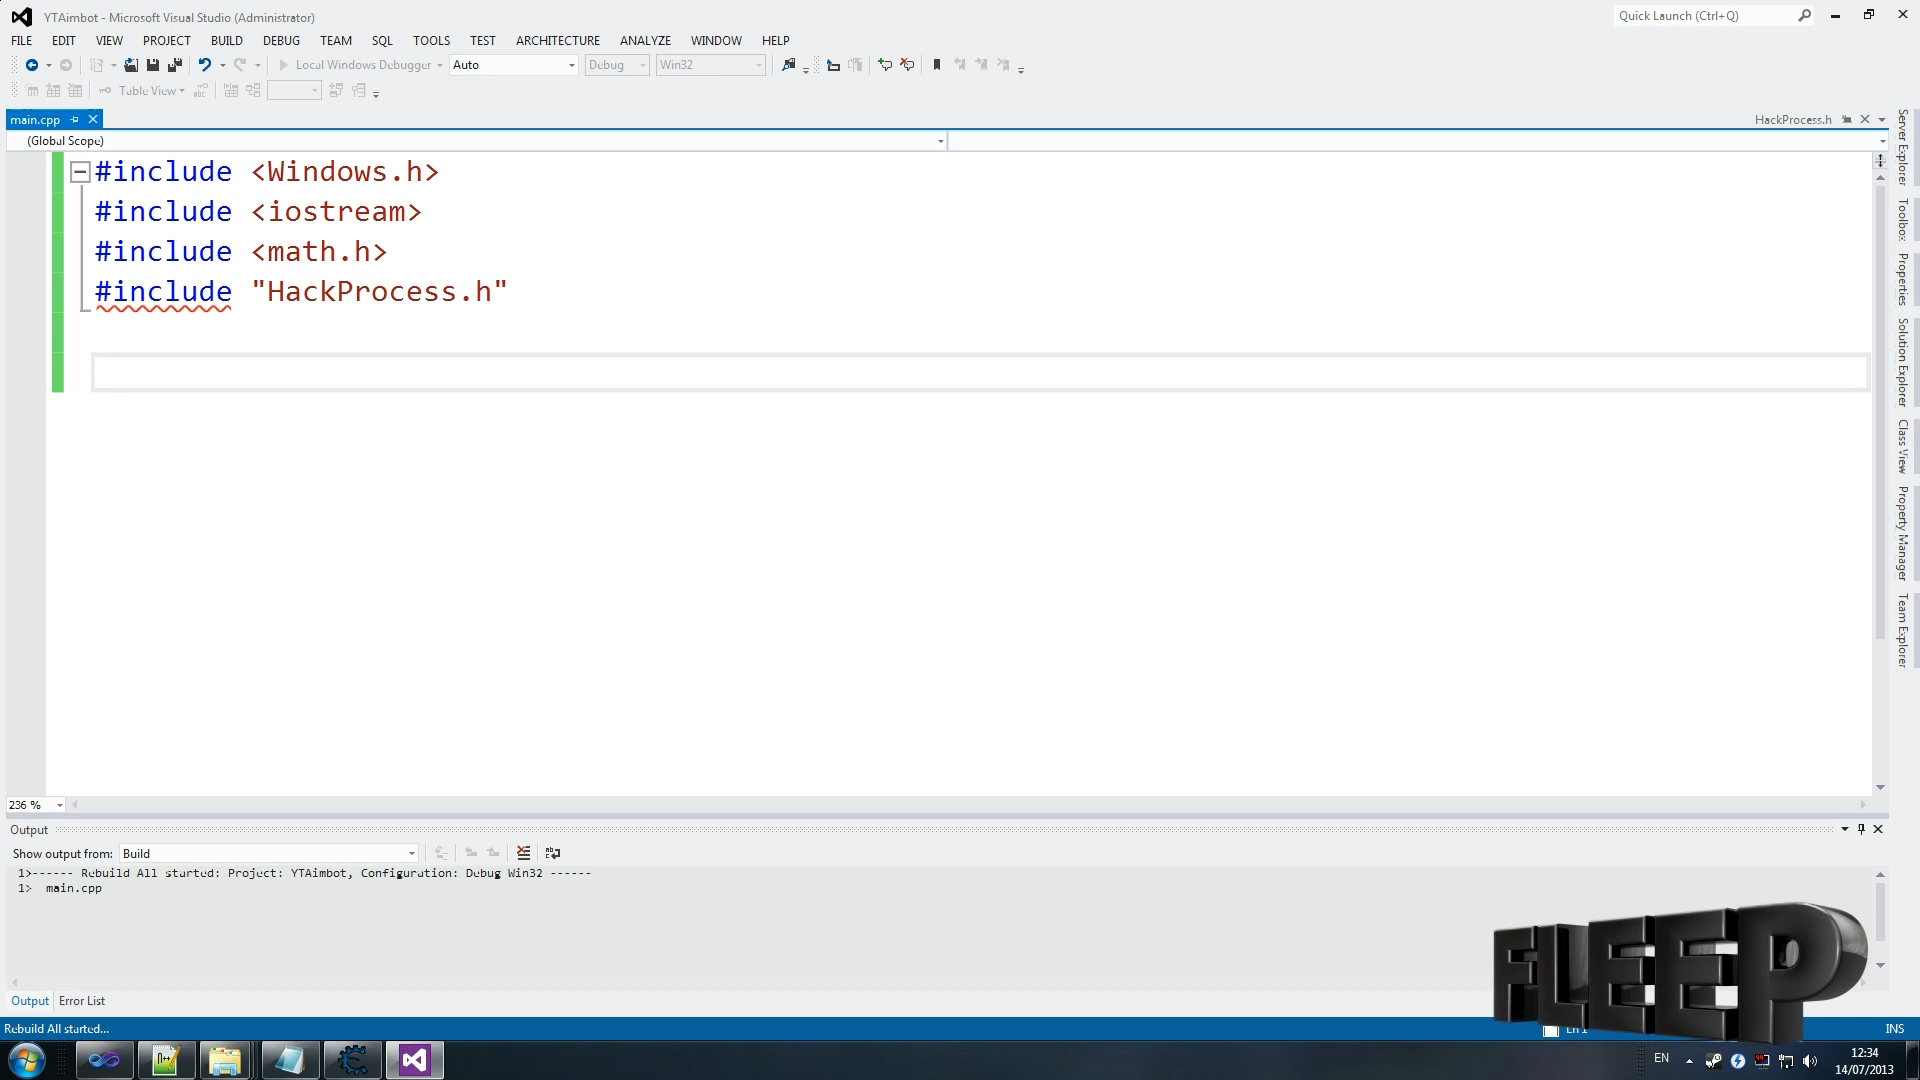 YTAimbot - Microsoft Visual Studio (Administrator)
Quick Launch (Ctrl+Q)
FILE EDIT VIEW PROJECT BUILD DEBUG TEAM SQL TOOLS TEST ARCHITECTURE ANALYZE WINDOW HELP
Local Windows Debugger Auto Debug Win32
Table View
main.cpp
HackProcess.h
(Global Scope)
#include <Windows.h>
#include <iostream>
#include <math.h>
#include "HackProcess.h"
Server Explorer
Toolbox
Properties
Solution Explorer
Class View
Property Manager
Team Explorer
236 %
Output
Show output from: Build
1>------ Rebuild All started: Project: YTAimbot, Configuration: Debug Win32 ------
1> main.cpp
FLEEP
Output Error List
Rebuild All started...
INS
EN
12:34
14/07/2013